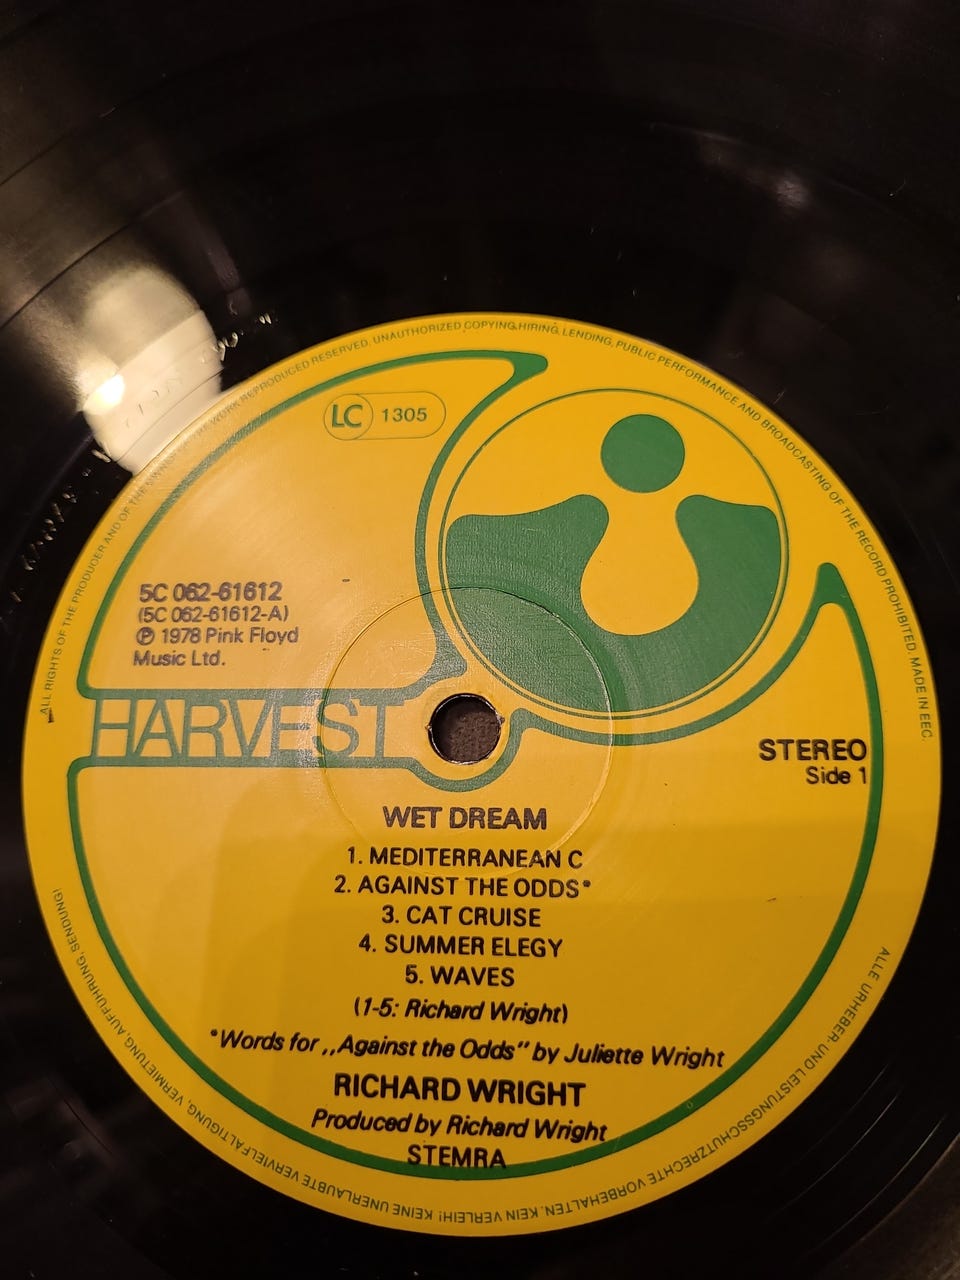 ALL RIGHTS OF THE PRODUCER AND OF THE WORK REPRODUCED RESERVED. UNAUTHORIZED COPYING, HIRING, LENDING, PUBLIC PERFORMANCE AND BROADCASTING OF THE RECORD PROHIBITED. MADE IN EEC.
LC 1305
5C 062-61612
(5C 062-61612-A)
℗ 1978 Pink Floyd
Music Ltd.
HARVEST
STEREO
Side 1
WET DREAM
1. MEDITERRANEAN C
2. AGAINST THE ODDS*
3. CAT CRUISE
4. SUMMER ELEGY
5. WAVES
(1-5: Richard Wright)
*Words for ,,Against the Odds" by Juliette Wright
RICHARD WRIGHT
Produced by Richard Wright
STEMRA
ALLE URHEBER- UND LEISTUNGSSCHUTZRECHTE VORBEHALTEN. KEIN VERLEIH! KEINE UNERLAUBTE VERVIELFÄLTIGUNG, VERMIETUNG, AUFFÜHRUNG, SENDUNG!